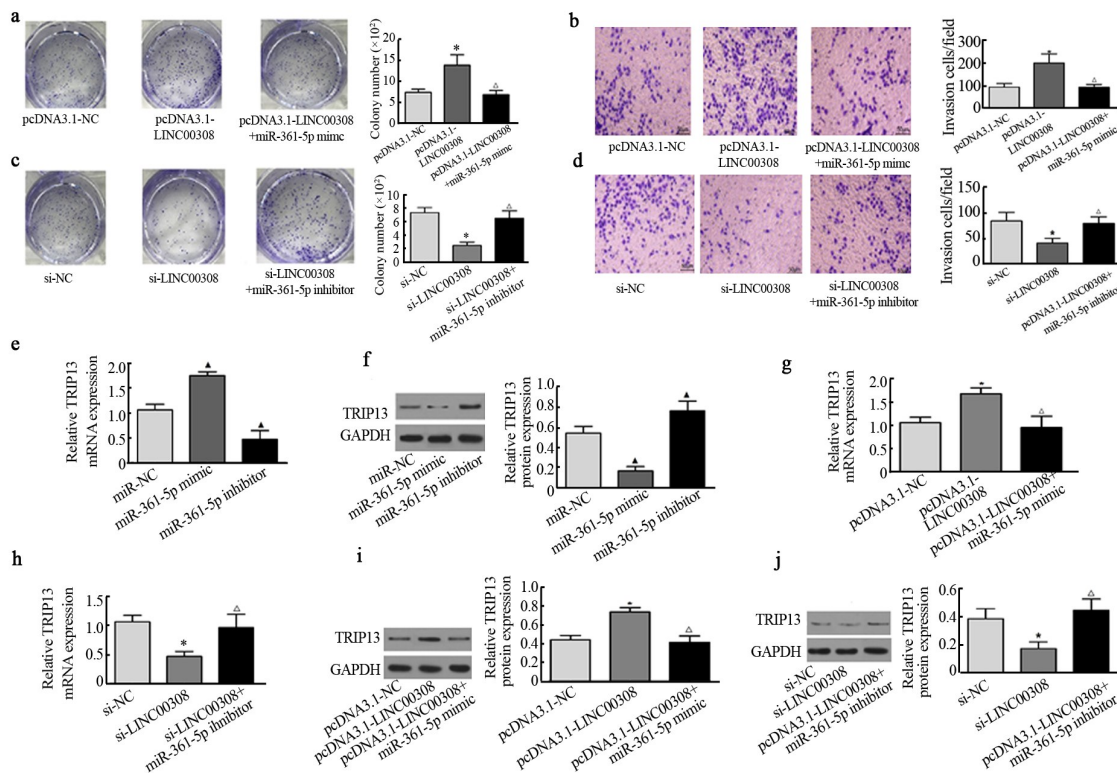 a
pcDNA3.1-NC
pcDNA3.1-
LINC00308
pcDNA3.1-LINC00308
+miR-361-5p mimc
Colony number (×10²)
20
15
10
5
0
*
△
pcDNA3.1-NC
pcDNA3.1-
LINC00308
pcDNA3.1-LINC00308
+miR-361-5p mimc
b
pcDNA3.1-NC
pcDNA3.1-
LINC00308
pcDNA3.1-LINC00308
+miR-361-5p mimc
Invasion cells/field
300
200
100
0
*
△
pcDNA3.1-NC
pcDNA3.1-
LINC00308
pcDNA3.1-LINC00308+
miR-361-5p mimic
c
si-NC
si-LINC00308
si-LINC00308
+miR-361-5p inhibitor
Colony number (×10²)
10
8
6
4
2
0
*
△
si-NC
si-LINC00308
si-LINC00308+
miR-361-5p inhibitor
d
si-NC
si-LINC00308
si-LINC00308
+miR-361-5p inhibitor
Invasion cells/field
150
100
50
0
*
△
si-NC
si-LINC00308
pcDNA3.1-LINC00308+
miR-361-5p inhibitor
e
Relative TRIP13
mRNA expression
2.0
1.5
1.0
0.5
0
▲
▲
miR-NC
miR-361-5p mimic
miR-361-5p inhibitor
f
TRIP13
GAPDH
miR-NC
miR-361-5p mimic
miR-361-5p inhibitor
Relative TRIP13
protein expression
0.8
0.6
0.4
0.2
0
▲
▲
miR-NC
miR-361-5p mimic
miR-361-5p inhibitor
g
Relative TRIP13
mRNA expression
2.0
1.5
1.0
0.5
0
*
△
pcDNA3.1-NC
pcDNA3.1-
LINC00308
pcDNA3.1-LINC00308+
miR-361-5p mimic
h
Relative TRIP13
mRNA expression
1.5
1.0
0.5
0
*
△
si-NC
si-LINC00308
si-LINC00308+
miR-361-5p ihnibitor
i
TRIP13
GAPDH
pcDNA3.1-NC
pcDNA3.1-LINC00308
pcDNA3.1-LINC00308+
miR-361-5p mimic
Relative TRIP13
protein expression
1.0
0.8
0.6
0.4
0.2
0
*
△
pcDNA3.1-NC
pcDNA3.1-LINC00308
pcDNA3.1-LINC00308+
miR-361-5p mimic
j
TRIP13
GAPDH
si-NC
si-LINC00308
pcDNA3.1-LINC00308+
miR-361-5p inhibitor
Relative TRIP13
protein expression
0.6
0.4
0.2
0
*
△
si-NC
si-LINC00308
pcDNA3.1-LINC00308+
miR-361-5p inhibitor